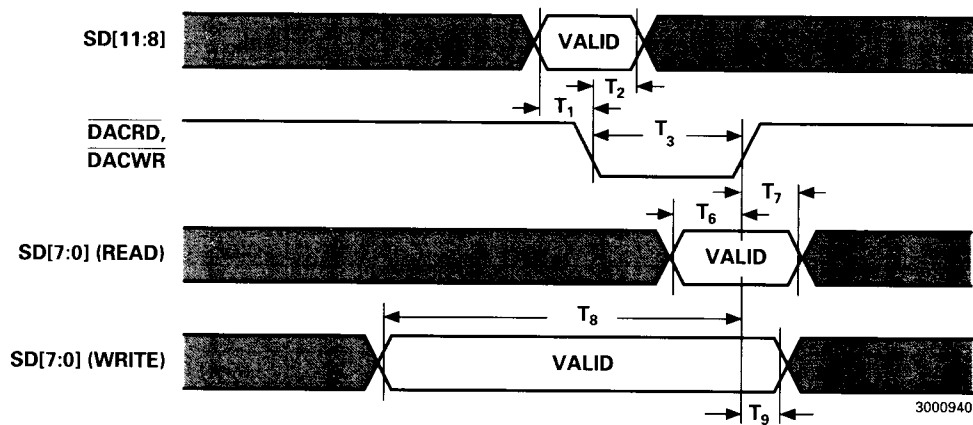 SD[11:8]
VALID
T1
T2
DACRD,
DACWR
T3
T6
T7
SD[7:0] (READ)
VALID
T8
SD[7:0] (WRITE)
VALID
T9
3000940